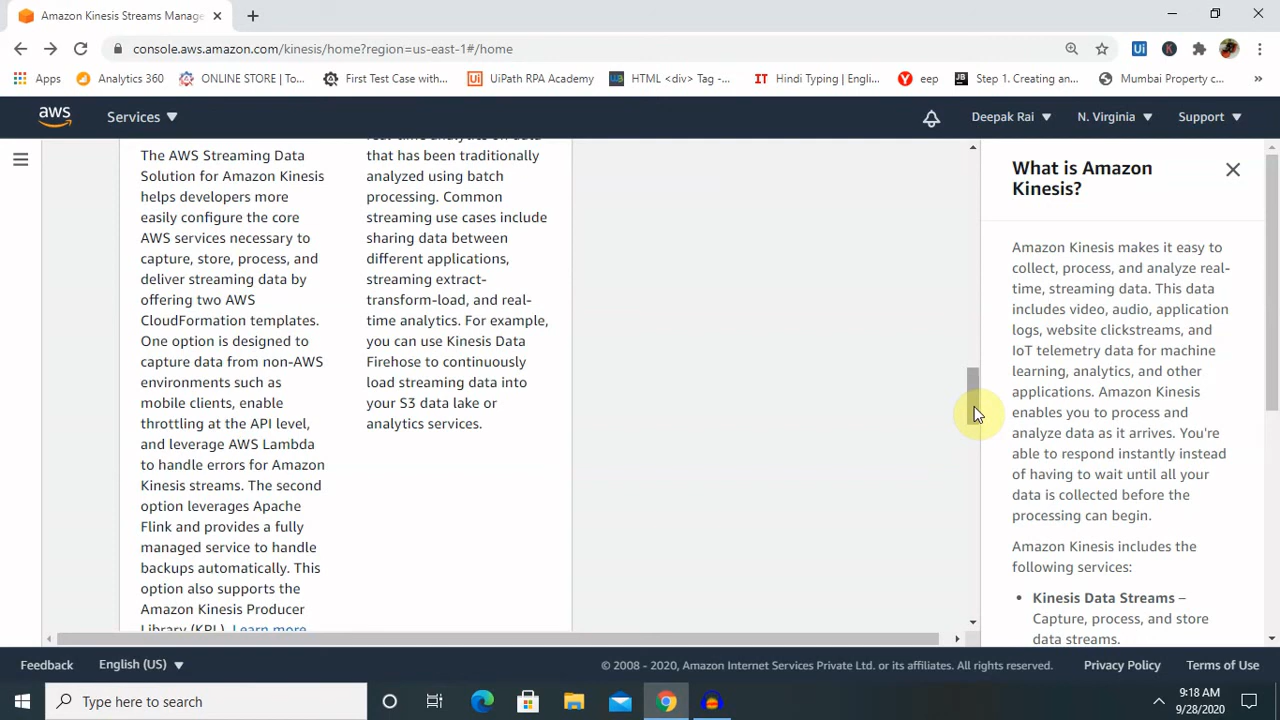 Amazon Kinesis Streams Manage
console.aws.amazon.com/kinesis/home?region=us-east-1#/home
Apps
Analytics 360
ONLINE STORE | To...
First Test Case with...
UiPath RPA Academy
HTML <div> Tag -...
Hindi Typing | Engli...
eep
Step 1. Creating an...
Mumbai Property c...
aws
Services
Deepak Rai
N. Virginia
Support
The AWS Streaming Data
Solution for Amazon Kinesis
helps developers more
easily configure the core
AWS services necessary to
capture, store, process, and
deliver streaming data by
offering two AWS
CloudFormation templates.
One option is designed to
capture data from non-AWS
environments such as
mobile clients, enable
throttling at the API level,
and leverage AWS Lambda
to handle errors for Amazon
Kinesis streams. The second
option leverages Apache
Flink and provides a fully
managed service to handle
backups automatically. This
option also supports the
Amazon Kinesis Producer
Library (KPL). Learn more
real-time analytics on data
that has been traditionally
analyzed using batch
processing. Common
streaming use cases include
sharing data between
different applications,
streaming extract-
transform-load, and real-
time analytics. For example,
you can use Kinesis Data
Firehose to continuously
load streaming data into
your S3 data lake or
analytics services.
What is Amazon
Kinesis?
Amazon Kinesis makes it easy to
collect, process, and analyze real-
time, streaming data. This data
includes video, audio, application
logs, website clickstreams, and
IoT telemetry data for machine
learning, analytics, and other
applications. Amazon Kinesis
enables you to process and
analyze data as it arrives. You're
able to respond instantly instead
of having to wait until all your
data is collected before the
processing can begin.
Amazon Kinesis includes the
following services:
• Kinesis Data Streams –
Capture, process, and store
data streams.
Feedback
English (US)
© 2008 - 2020, Amazon Internet Services Private Ltd. or its affiliates. All rights reserved.
Privacy Policy
Terms of Use
Type here to search
9:18 AM
9/28/2020